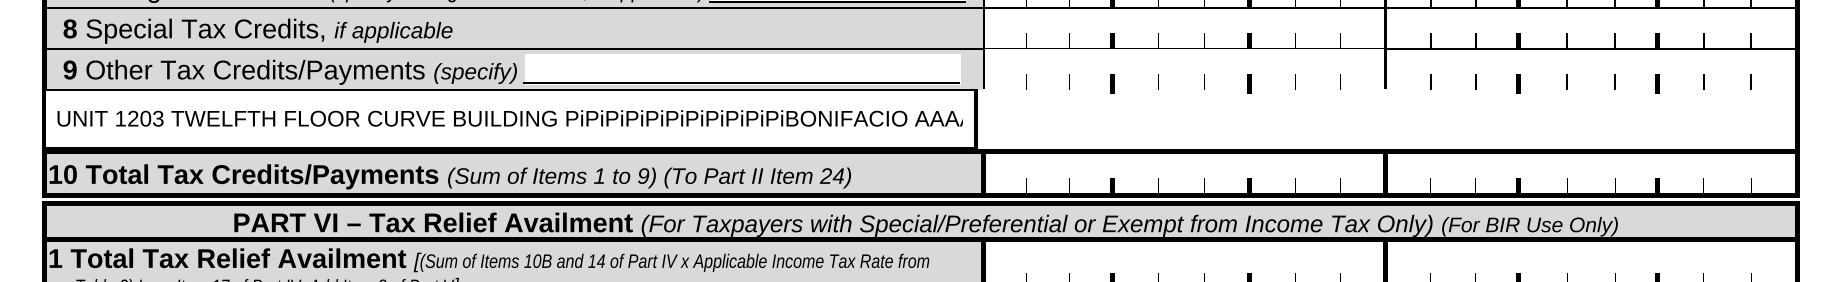 8 Special Tax Credits, if applicable
9 Other Tax Credits/Payments (specify)
UNIT 1203 TWELFTH FLOOR CURVE BUILDING PiPiPiPiPiPiPiPiPiPiPiBONIFACIO AAA
10 Total Tax Credits/Payments (Sum of Items 1 to 9) (To Part II Item 24)
PART VI – Tax Relief Availment (For Taxpayers with Special/Preferential or Exempt from Income Tax Only) (For BIR Use Only)
1 Total Tax Relief Availment [(Sum of Items 10B and 14 of Part IV x Applicable Income Tax Rate from